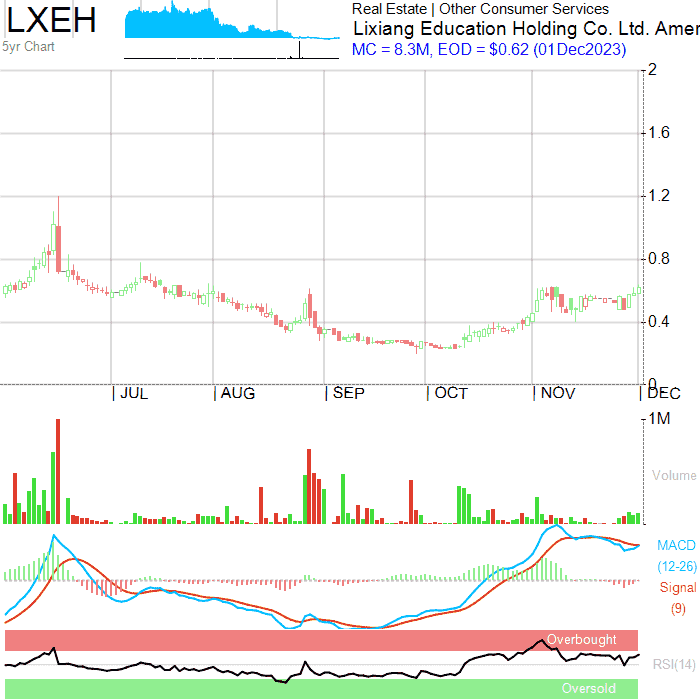 LXEH
5yr Chart
Real Estate | Other Consumer Services
Lixiang Education Holding Co. Ltd. Amer
MC = 8.3M, EOD = $0.62 (01Dec2023)
2
1.6
1.2
0.8
0.4
0
JUL
AUG
SEP
OCT
NOV
DEC
1M
Volume
MACD
(12-26)
Signal
(9)
Overbought
RSI(14)
Oversold